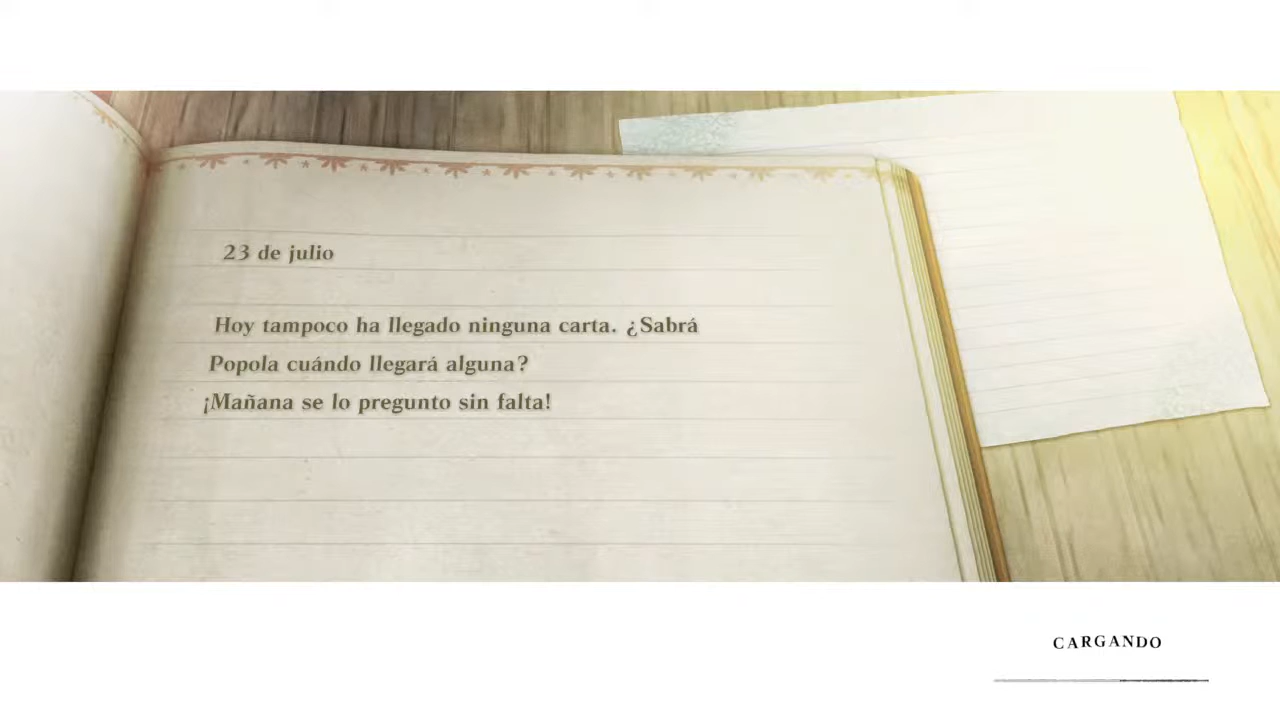 23 de julio
Hoy tampoco ha llegado ninguna carta. ¿Sabrá
Popola cuándo llegará alguna?
¡Mañana se lo pregunto sin falta!
CARGANDO